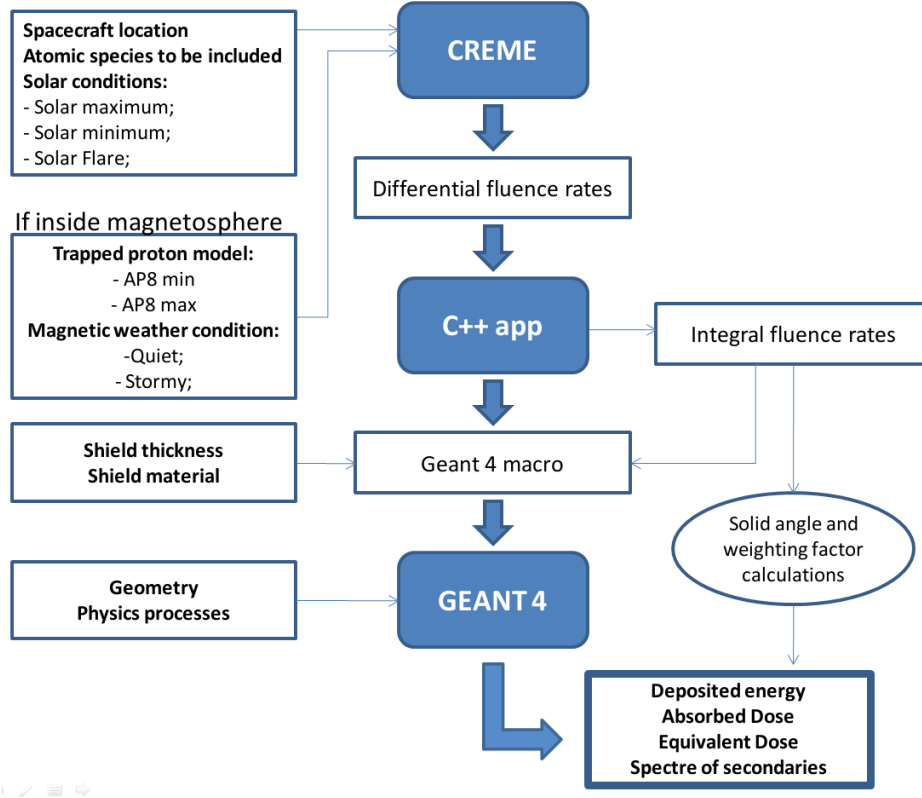 Spacecraft location
Atomic species to be included
Solar conditions:
- Solar maximum;
- Solar minimum;
- Solar Flare;
CREME
Differential fluence rates
If inside magnetosphere
Trapped proton model:
- AP8 min
- AP8 max
Magnetic weather condition:
-Quiet;
- Stormy;
C++ app
Integral fluence rates
Shield thickness
Shield material
Geant 4 macro
Solid angle and
weighting factor
calculations
Geometry
Physics processes
GEANT 4
Deposited energy
Absorbed Dose
Equivalent Dose
Spectre of secondaries